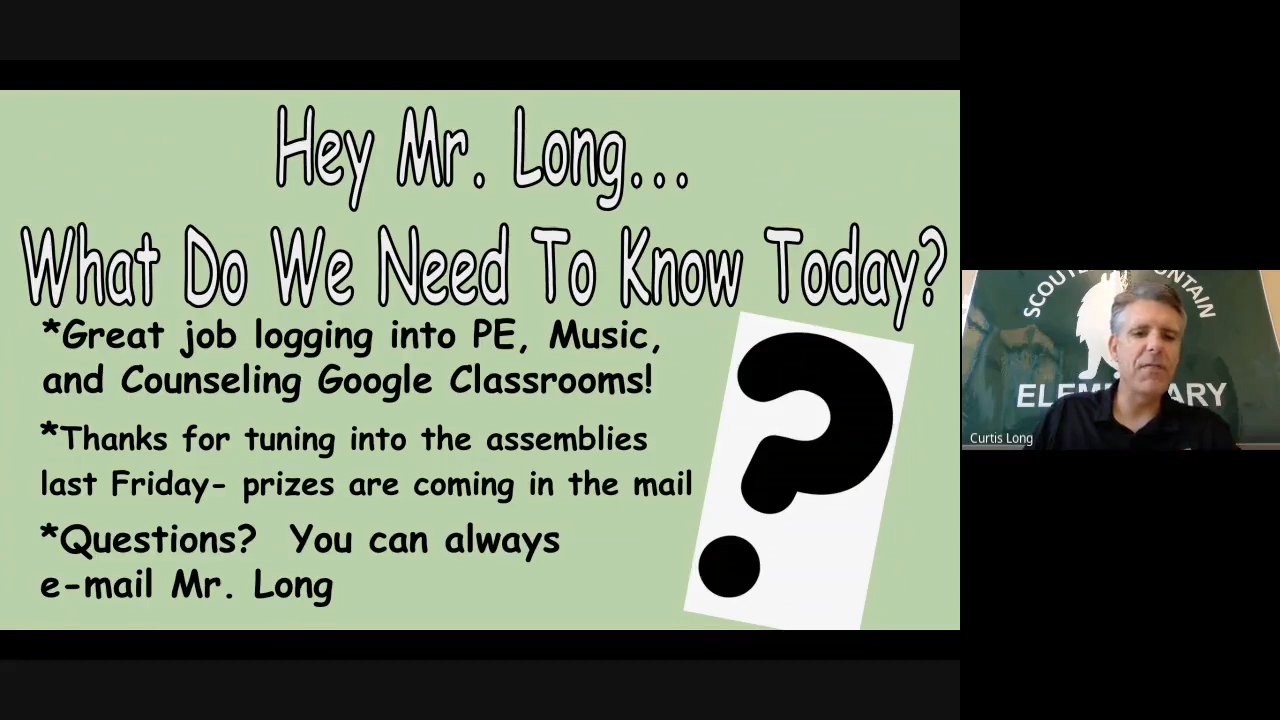 Hey Mr. Long...
What Do We Need To Know Today?
*Great job logging into PE, Music,
and Counseling Google Classrooms!
*Thanks for tuning into the assemblies
last Friday- prizes are coming in the mail
*Questions? You can always
e-mail Mr. Long
Curtis Long